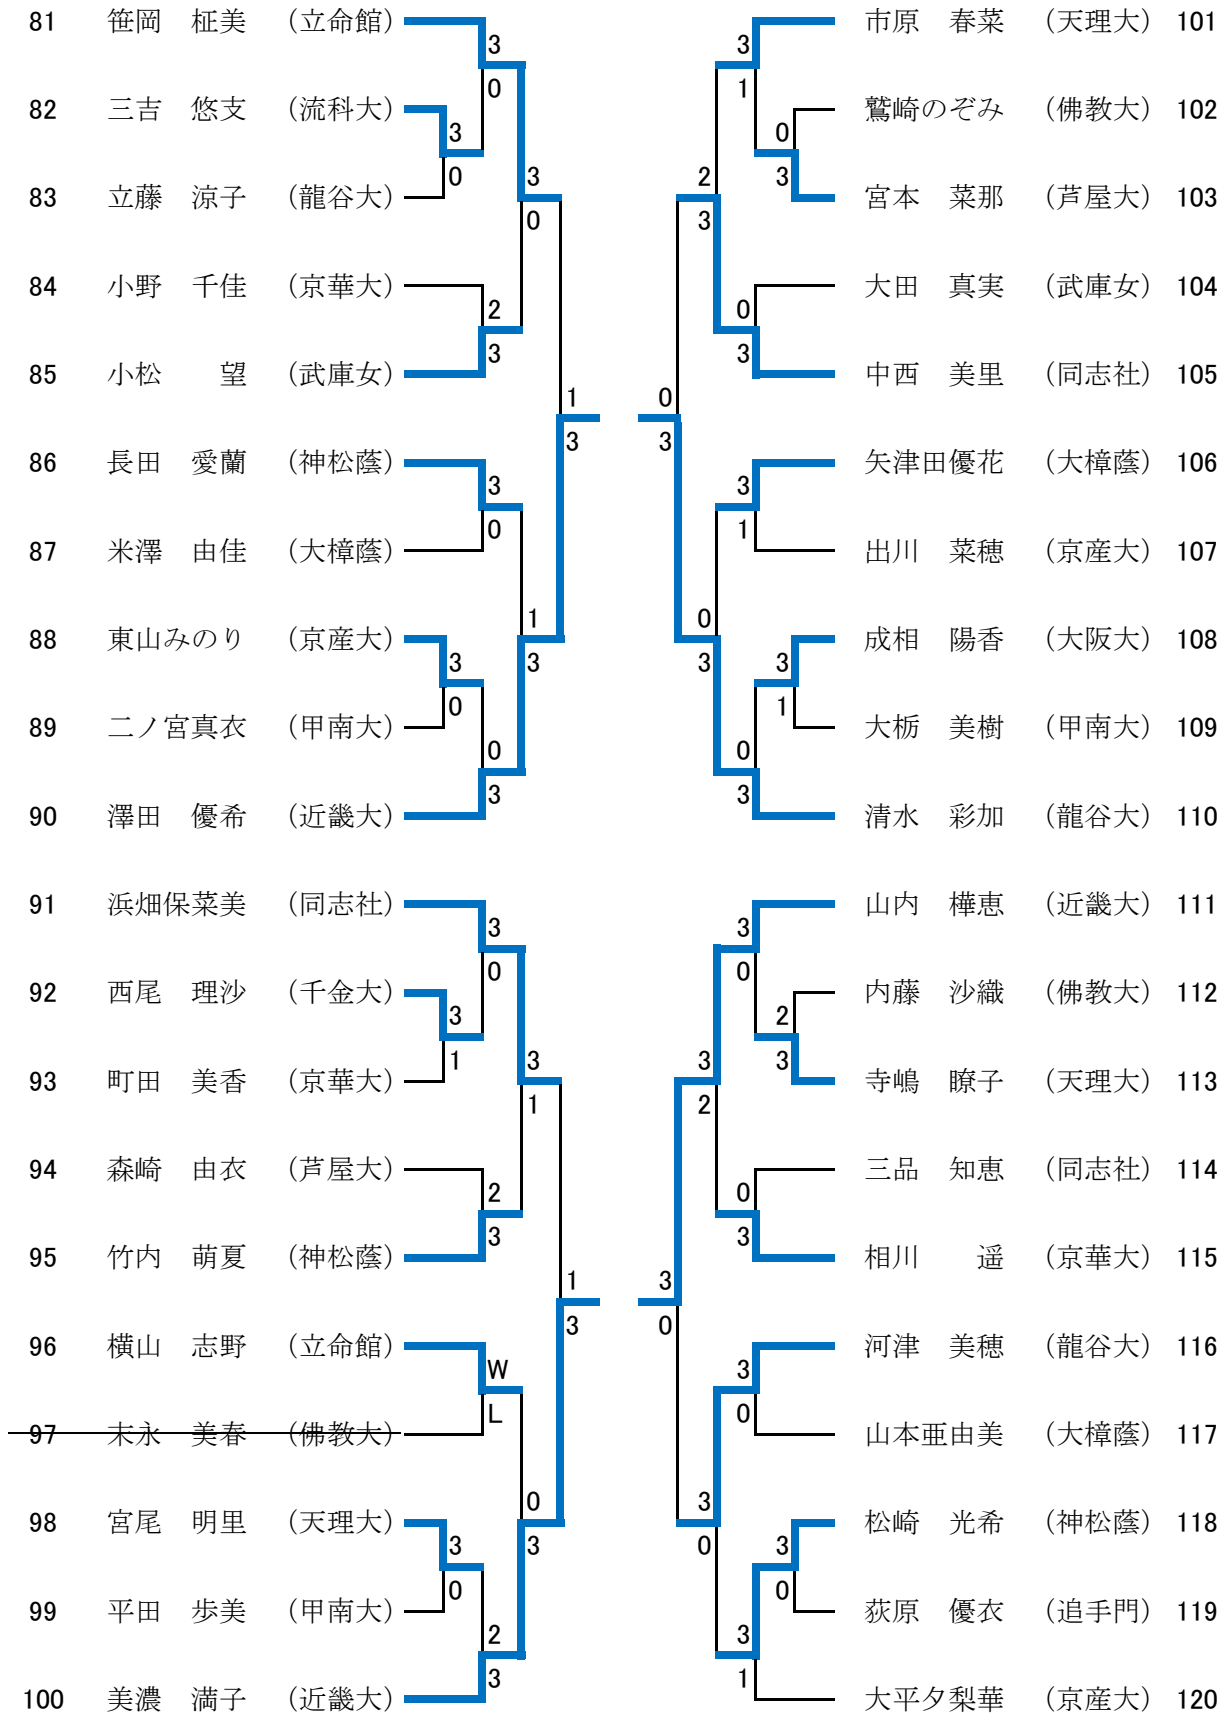 81 笹岡 柾美 (立命館) 市原 春菜 (天理大) 101
3 3
0 1
82 三吉 悠支 (流科大) 鷲崎のぞみ (佛教大) 102
3 0
0 3 2 3
83 立藤 涼子 (龍谷大) 宮本 菜那 (芦屋大) 103
0 3
84 小野 千佳 (京華大) 大田 真実 (武庫女) 104
2 0
3 3
85 小松 望 (武庫女) 中西 美里 (同志社) 105
1 0
3 3
86 長田 愛蘭 (神松蔭) 矢津田優花 (大樟蔭) 106
3 3
0 1
87 米澤 由佳 (大樟蔭) 出川 菜穂 (京産大) 107
1 0
88 東山みのり (京産大) 成相 陽香 (大阪大) 108
3 3 3 3
0 1
89 二ノ宮真衣 (甲南大) 大栃 美樹 (甲南大) 109
0 0
3 3
90 澤田 優希 (近畿大) 清水 彩加 (龍谷大) 110
91 浜畑保菜美 (同志社) 山内 樺恵 (近畿大) 111
3 3
0 0
92 西尾 理沙 (千金大) 内藤 沙織 (佛教大) 112
3 2
1 3 3 3
93 町田 美香 (京華大) 寺嶋 瞭子 (天理大) 113
1 2
94 森崎 由衣 (芦屋大) 三品 知恵 (同志社) 114
2 0
3 3
95 竹内 萌夏 (神松蔭) 相川 遥 (京華大) 115
1 3
3 0
96 横山 志野 (立命館) 河津 美穂 (龍谷大) 116
W 3
L 0
97 末永 美春 (佛教大) 山本亜由美 (大樟蔭) 117
0 3
98 宮尾 明里 (天理大) 松崎 光希 (神松蔭) 118
3 3 0 3
0 0
99 平田 歩美 (甲南大) 荻原 優衣 (追手門) 119
2 3
3 1
100 美濃 満子 (近畿大) 大平夕梨華 (京産大) 120